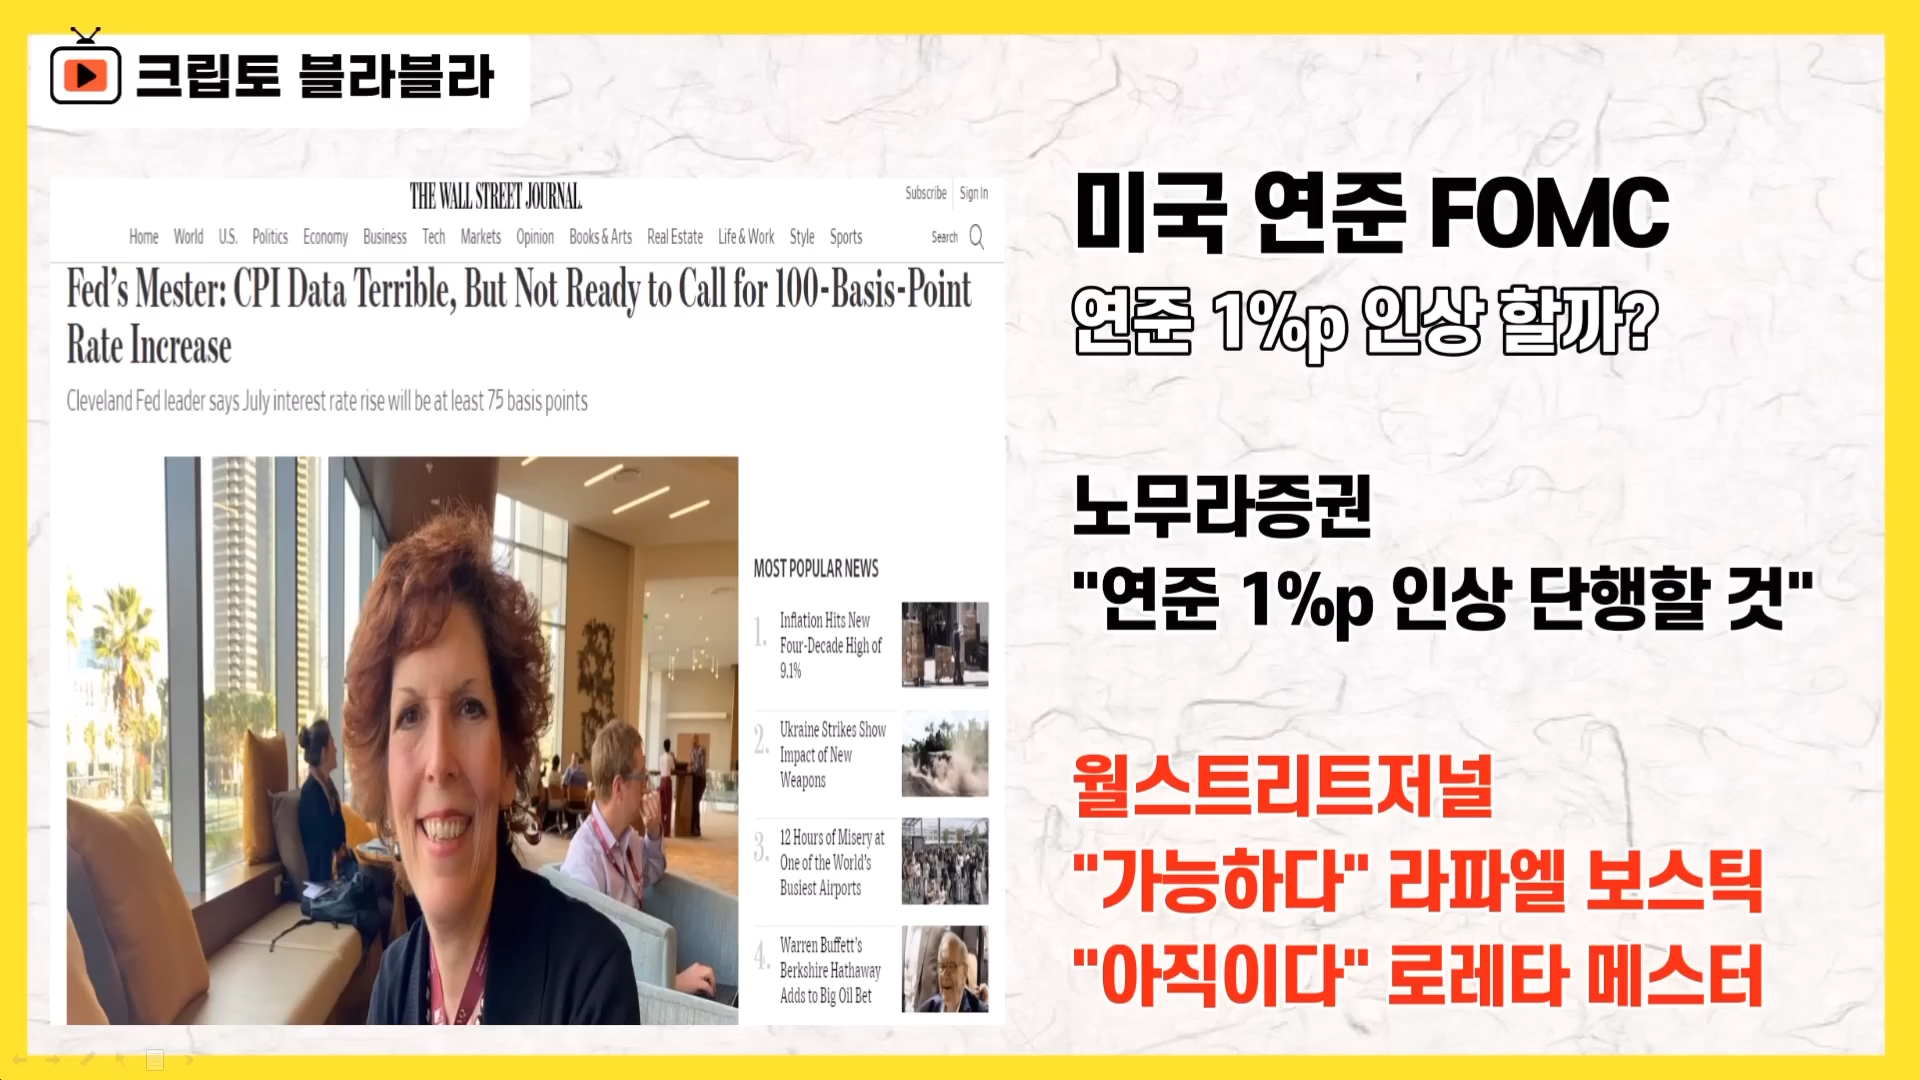 크립토 블라블라
THE WALL STREET JOURNAL.
Subscribe
Sign In
Home World U.S. Politics Economy Business Tech Markets Opinion Books & Arts Real Estate Life & Work Style Sports
Search
Fed's Mester: CPI Data Terrible, But Not Ready to Call for 100-Basis-Point
Rate Increase
Cleveland Fed leader says July interest rate rise will be at least 75 basis points
MOST POPULAR NEWS
1.
Inflation Hits New
Four-Decade High of
9.1%
2.
Ukraine Strikes Show
Impact of New
Weapons
3.
12 Hours of Misery at
One of the World's
Busiest Airports
4.
Warren Buffett's
Berkshire Hathaway
Adds to Big Oil Bet
미국 연준 FOMC
연준 1%p 인상 할까?
노무라증권
"연준 1%p 인상 단행할 것"
월스트리트저널
"가능하다" 라파엘 보스틱
"아직이다" 로레타 메스터